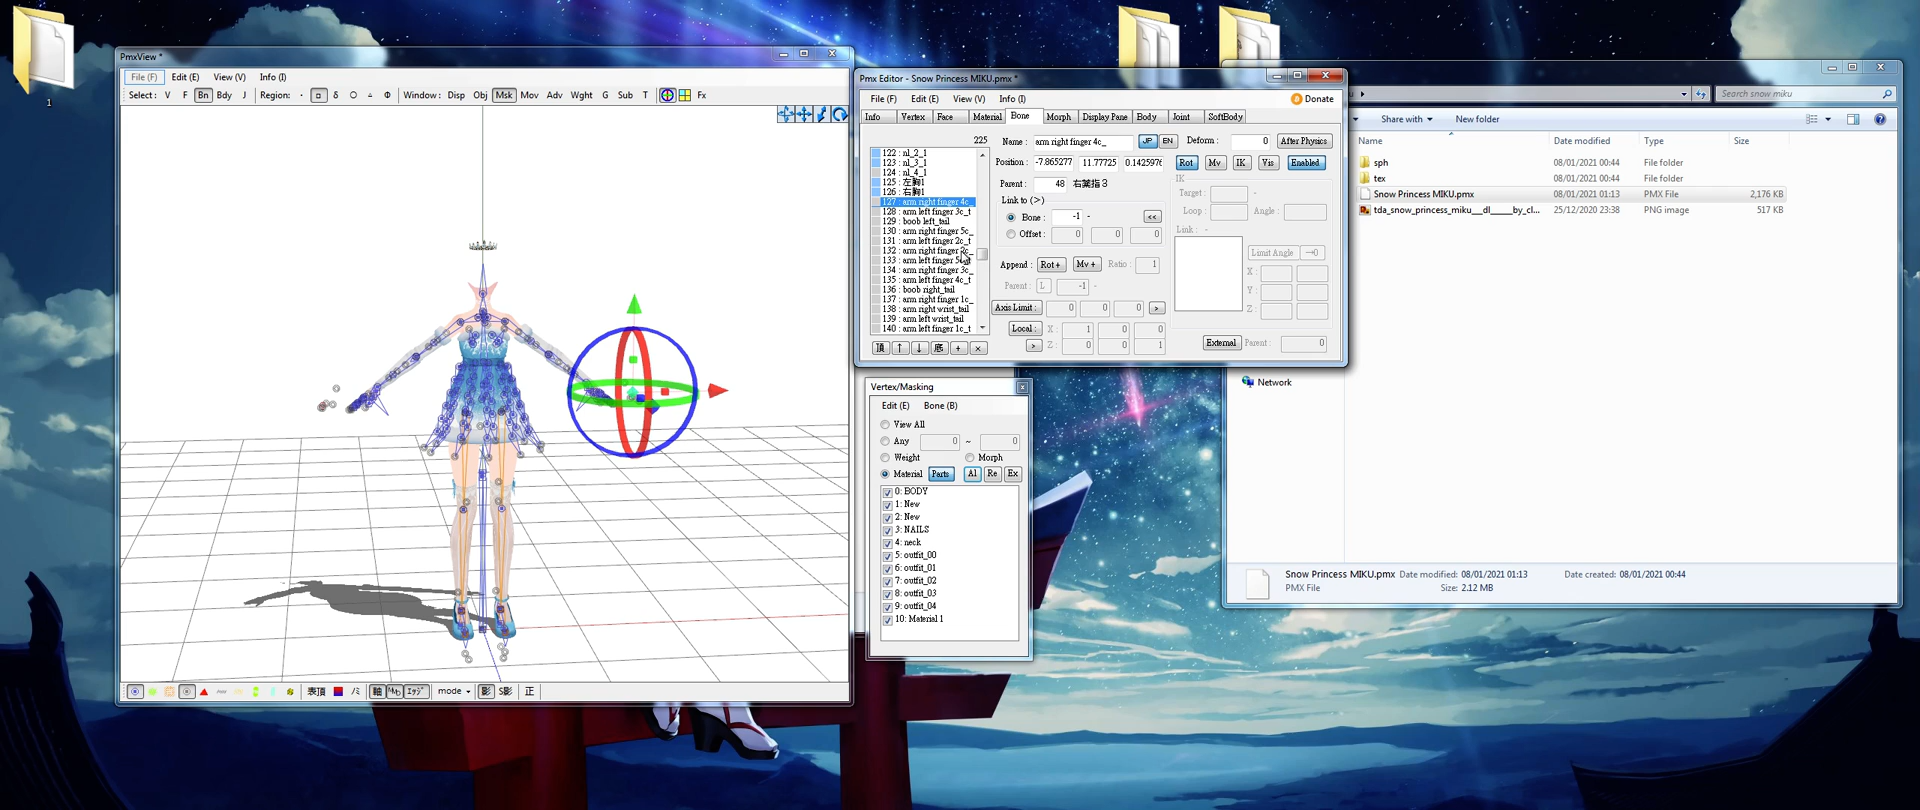 1
PmxView *
File (F) Edit (E) View (V) Info (I)
Select : V F Bn Bdy J Region: Window : Disp Obj Msk Mov Adv Wght G Sub T Fx
表頂 ノミ 軸 mode 影 S影 正
Pmx Editor - Snow Princess MIKU.pmx *
File (F) Edit (E) View (V) Info (I) Donate
Info Vertex Face Material Bone Morph Display Pane Body Joint SoftBody
225
122 : nl_2_1
123 : nl_3_1
124 : nl_4_1
125 : 左胸1
126 : 右胸1
127 : arm right finger 4c_
128 : arm left finger 3c_t
129 : boob left_tail
130 : arm right finger 5c_
131 : arm left finger 2c_t
132 : arm right finger 2c_
133 : arm left finger 5c_t
134 : arm right finger 3c_
135 : arm left finger 4c_t
136 : boob right_tail
137 : arm right finger 1c_
138 : arm right wrist_tail
139 : arm left wrist_tail
140 : arm left finger 1c_t
頂 ↑ ↓ 底 + ×
Name : arm right finger 4c_ JP EN Deform : 0 After Physics
Position : -7.865277 11.77725 0.1425976 Rot Mv IK Vis Enabled
Parent : 48 右薬指３
Link to (>)
Bone : -1 - <<
Offset : 0 0 0
Append : Rot+ Mv+ Ratio : 1
Parent : L -1 -
Axis Limit : 0 0 0 >
Local : X : 1 0 0
> Z : 0 0 1
IK
Target : -
Loop : Angle :
Link : -
Limit Angle
X :
Y :
Z :
External Parent : 0
Vertex/Masking
Edit (E) Bone (B)
View All
Any 0 ~ 0
Weight Morph
Material Parts Al Re Ex
0: BODY
1: New
2: New
3: NAILS
4: neck
5: outfit_00
6: outfit_01
7: outfit_02
8: outfit_03
9: outfit_04
10: Material 1
Search snow miku
Share with New folder
Name Date modified Type Size
sph 08/01/2021 00:44 File folder
tex 08/01/2021 00:44 File folder
Snow Princess MIKU.pmx 08/01/2021 01:13 PMX File 2,176 KB
tda_snow_princess_miku__dl_____by_cl... 25/12/2020 23:38 PNG image 517 KB
Network
Snow Princess MIKU.pmx Date modified: 08/01/2021 01:13 Date created: 08/01/2021 00:44
PMX File Size: 2.12 MB